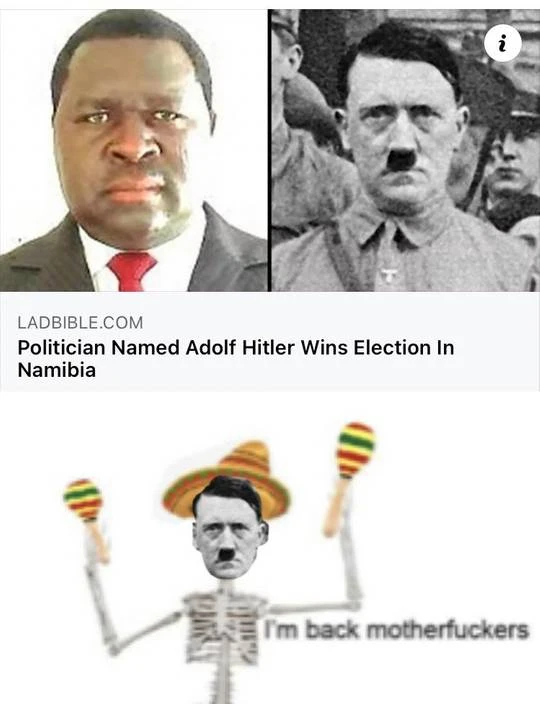 i
LADBIBLE.COM
Politician Named Adolf Hitler Wins Election In
Namibia
I'm back motherfuckers